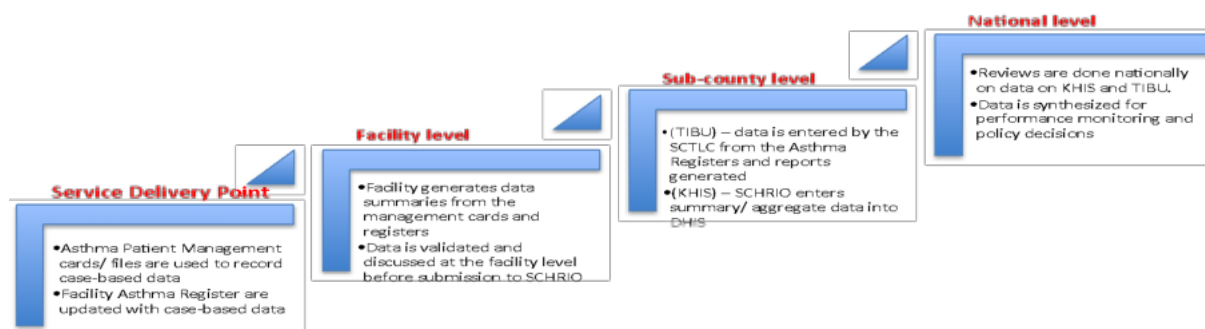 Service Delivery Point
•Asthma Patient Management
cards/ files are used to record
case-based data
•Facility Asthma Register are
updated with case-based data
Facility level
•Facility generates data
summaries from the
management cards and
registers
•Data is validated and
discussed at the facility level
before submission to SCHRIO
Sub-county level
•(TIBU) – data is entered by the
SCTLC from the Asthma
Registers and reports
generated
•(KHIS) – SCHRIO enters
summary/ aggregate data into
DHIS
National level
•Reviews are done nationally
on data on KHIS and TIBU.
•Data is synthesized for
performance monitoring and
policy decisions